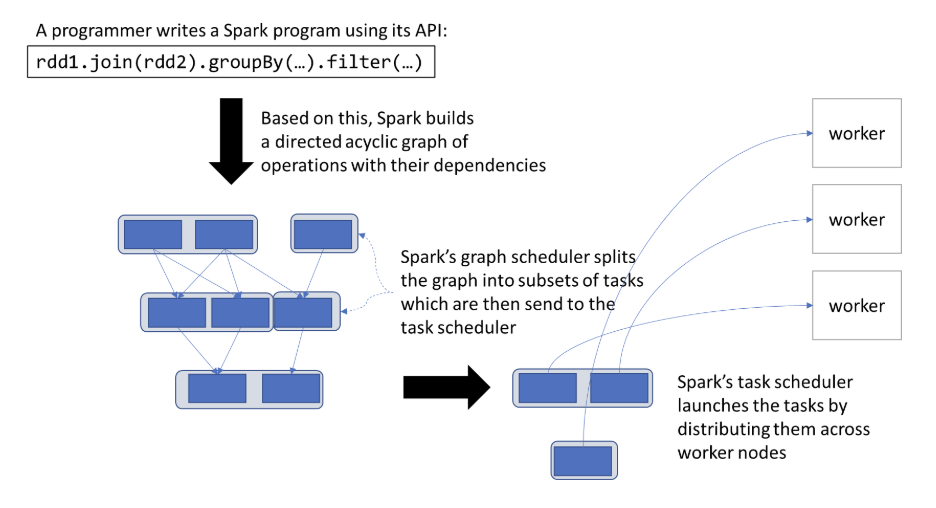 A programmer writes a Spark program using its API:
rdd1.join(rdd2).groupBy(…).filter(…)
Based on this, Spark builds
a directed acyclic graph of
operations with their dependencies
worker
worker
worker
Spark's graph scheduler splits
the graph into subsets of tasks
which are then send to the
task scheduler
Spark's task scheduler
launches the tasks by
distributing them across
worker nodes